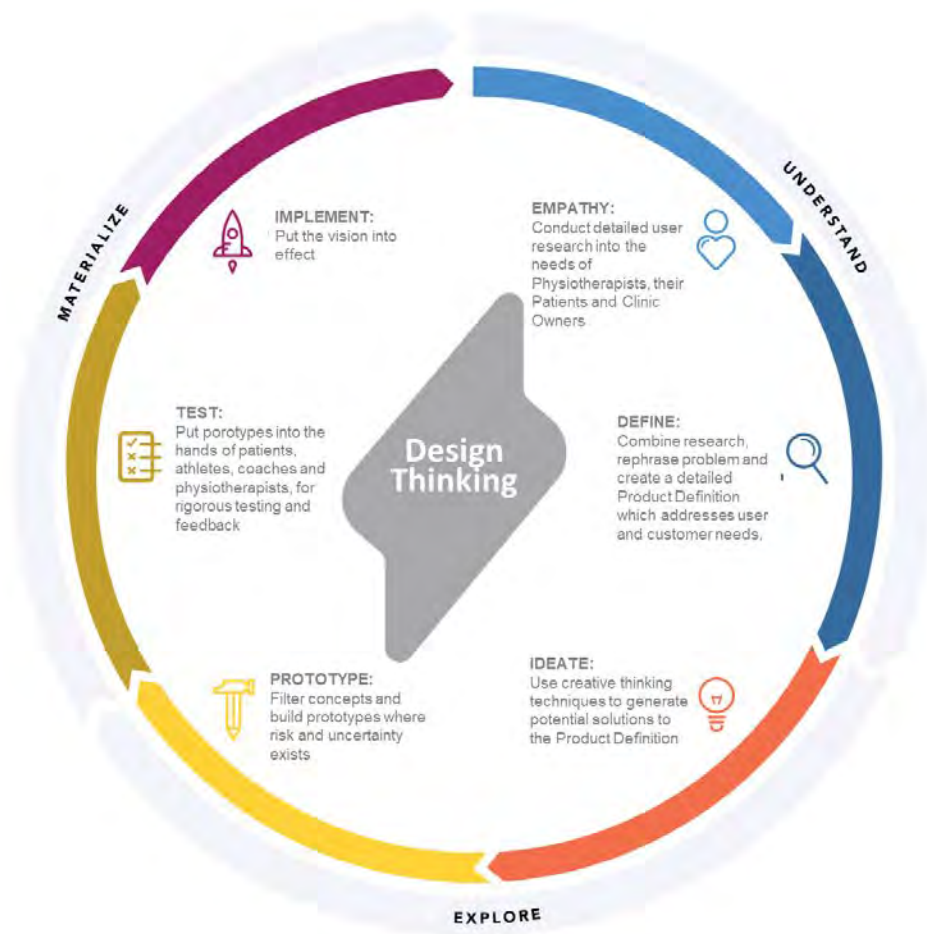 UNDERSTAND
EMPATHY:
Conduct detailed user
research into the
needs of
Physiotherapists, their
Patients and Clinic
Owners
DEFINE:
Combine research,
rephrase problem and
create a detailed
Product Definition
which addresses user
and customer needs.
EXPLORE
IDEATE:
Use creative thinking
techniques to generate
potential solutions to
the Product Definition
PROTOTYPE:
Filter concepts and
build prototypes where
risk and uncertainty
exists
MATERIALIZE
TEST:
Put porotypes into the
hands of patients,
athletes, coaches and
physiotherapists, for
rigorous testing and
feedback
IMPLEMENT:
Put the vision into
effect
Design
Thinking